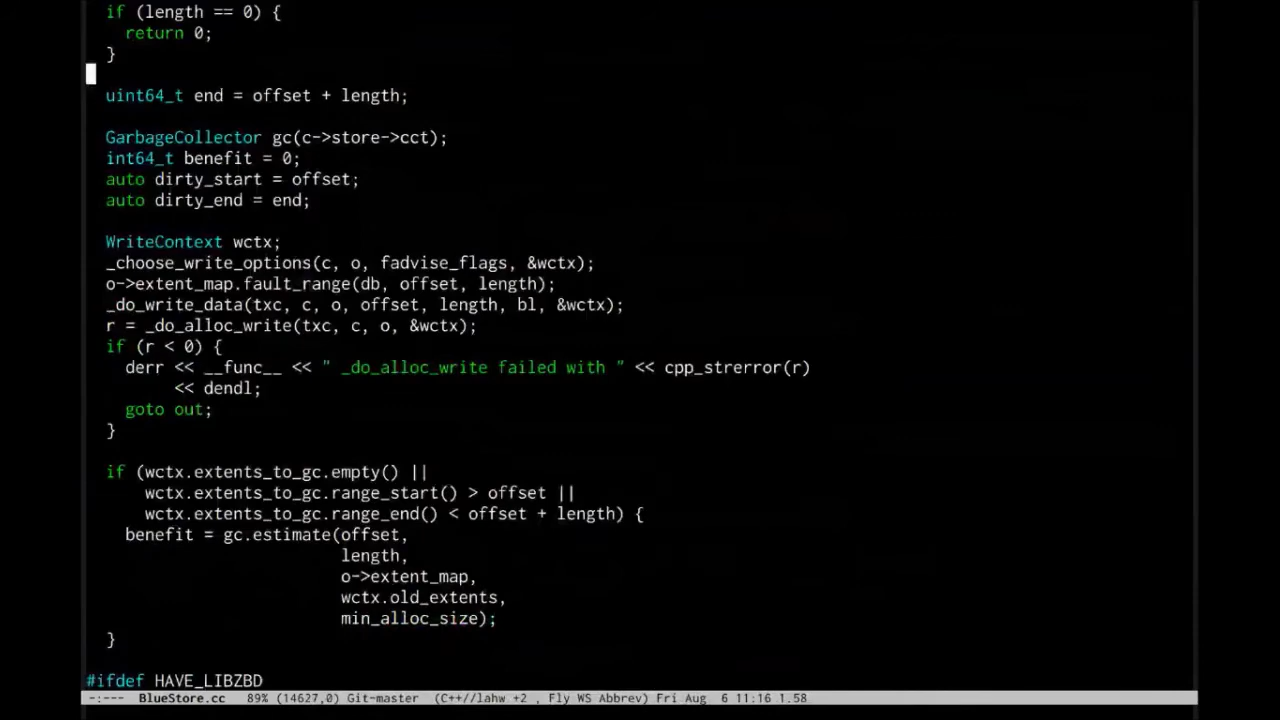 if (length == 0) {
return 0;
}
uint64_t end = offset + length;
GarbageCollector gc(c->store->cct);
int64_t benefit = 0;
auto dirty_start = offset;
auto dirty_end = end;
WriteContext wctx;
_choose_write_options(c, o, fadvise_flags, &wctx);
o->extent_map.fault_range(db, offset, length);
_do_write_data(txc, c, o, offset, length, bl, &wctx);
r = _do_alloc_write(txc, c, o, &wctx);
if (r < 0) {
derr << __func__ << " _do_alloc_write failed with " << cpp_strerror(r)
<< dendl;
goto out;
}
if (wctx.extents_to_gc.empty() ||
wctx.extents_to_gc.range_start() > offset ||
wctx.extents_to_gc.range_end() < offset + length) {
benefit = gc.estimate(offset,
length,
o->extent_map,
wctx.old_extents,
min_alloc_size);
}
#ifdef HAVE_LIBZBD
-:--- BlueStore.cc 89% (14627,0) Git-master (C++//lahw +2 , Fly WS Abbrev) Fri Aug 6 11:16 1.58